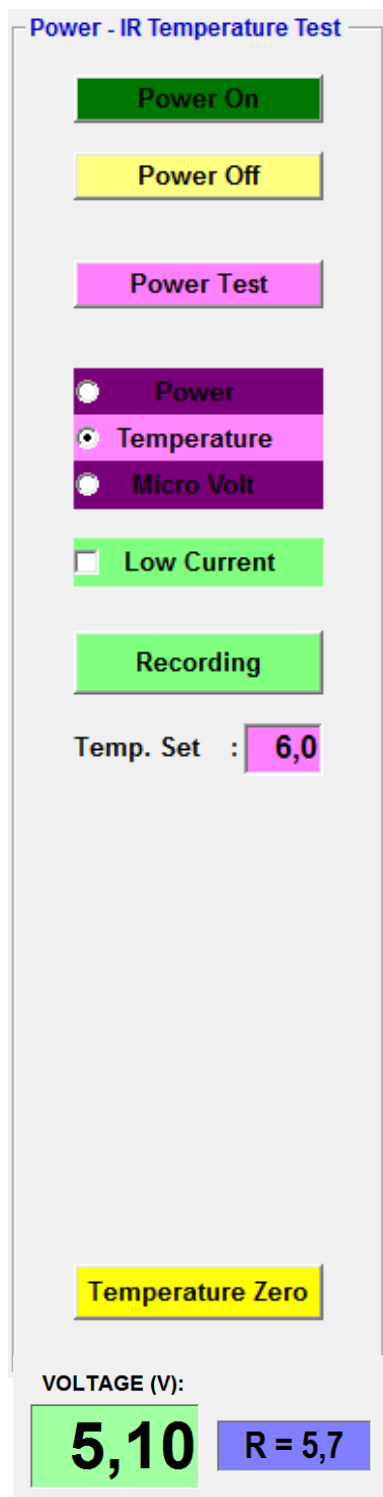 Power - IR Temperature Test
Power On
Power Off
Power Test
Power
Temperature
Micro Volt
Low Current
Recording
Temp. Set : 6,0
Temperature Zero
VOLTAGE (V):
5,10 R = 5,7